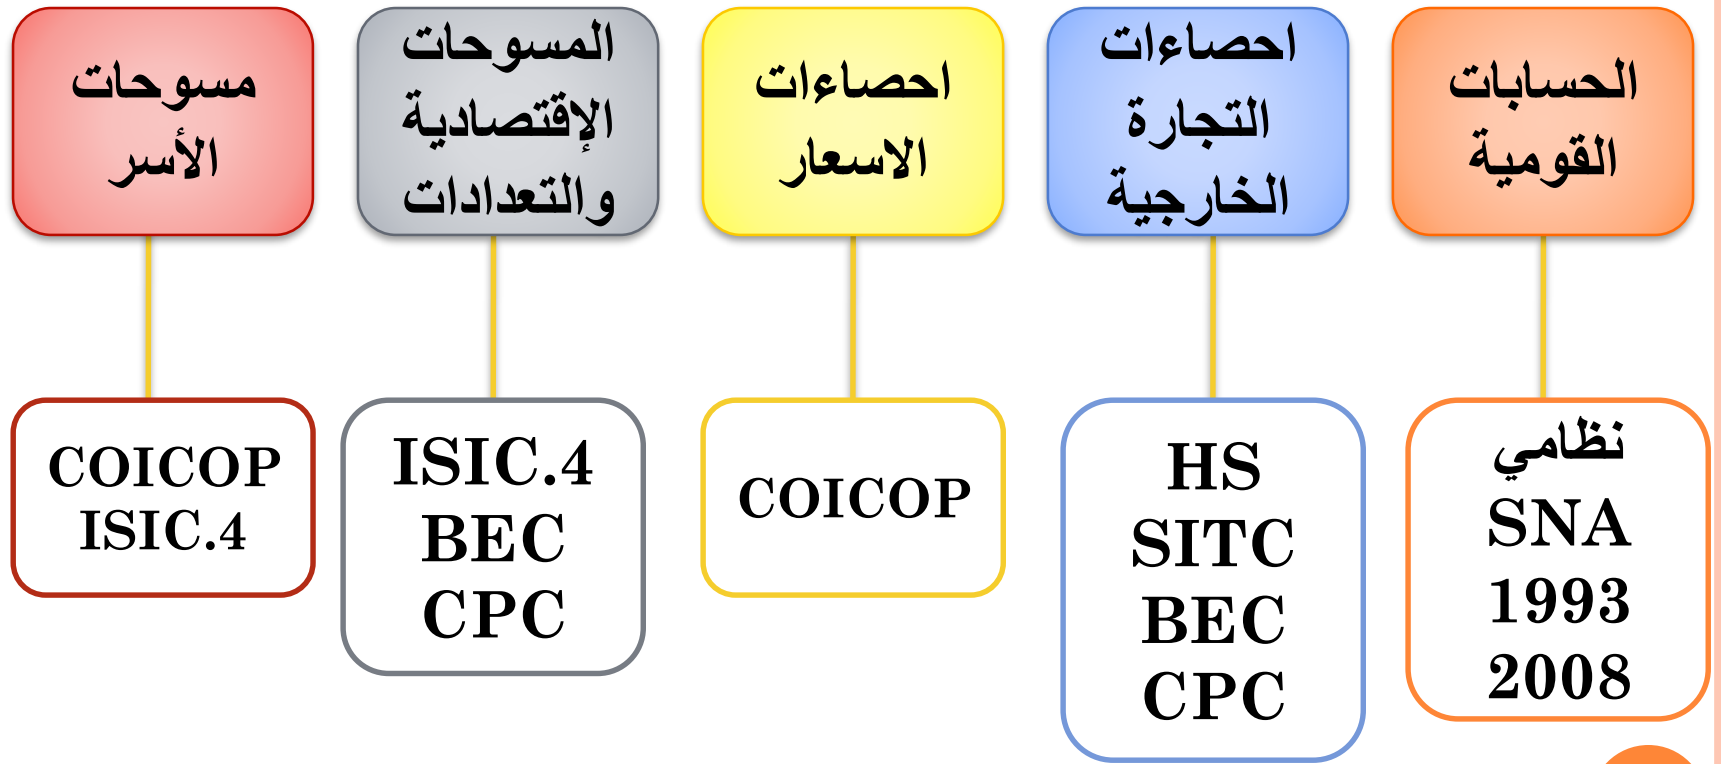 الحسابات
القومية
نظامي
SNA
1993
2008
احصاءات
التجارة
الخارجية
HS
SITC
BEC
CPC
احصاءات
الاسعار
COICOP
المسوحات
الإقتصادية
والتعدادات
ISIC.4
BEC
CPC
مسوحات
الأسر
COICOP
ISIC.4